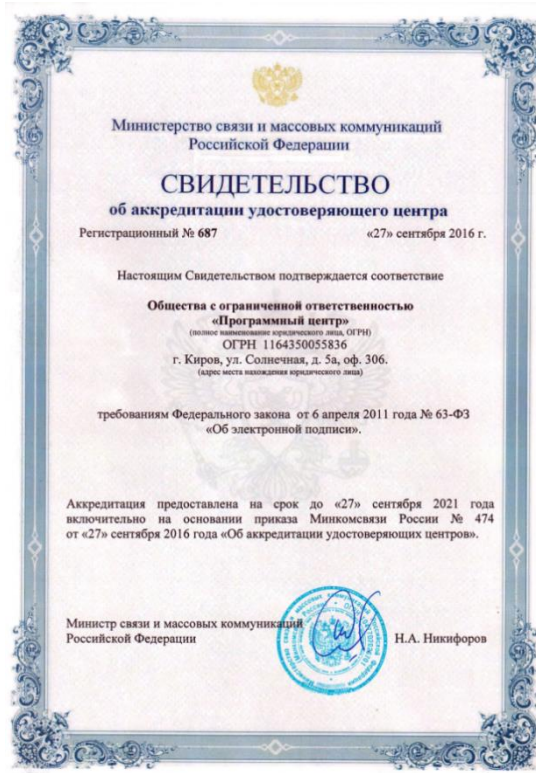 Министерство связи и массовых коммуникаций
Российской Федерации
СВИДЕТЕЛЬСТВО
об аккредитации удостоверяющего центра
Регистрационный № 687 «27» сентября 2016 г.
Настоящим Свидетельством подтверждается соответствие
Общества с ограниченной ответственностью
«Программный центр»
(полное наименование юридического лица, ОГРН)
ОГРН 1164350055836
г. Киров, ул. Солнечная, д. 5а, оф. 306.
(адрес места нахождения юридического лица)
требованиям Федерального закона от 6 апреля 2011 года № 63-ФЗ
«Об электронной подписи».
Аккредитация предоставлена на срок до «27» сентября 2021 года
включительно на основании приказа Минкомсвязи России № 474
от «27» сентября 2016 года «Об аккредитации удостоверяющих центров».
Министр связи и массовых коммуникаций
Российской Федерации Н.А. Никифоров